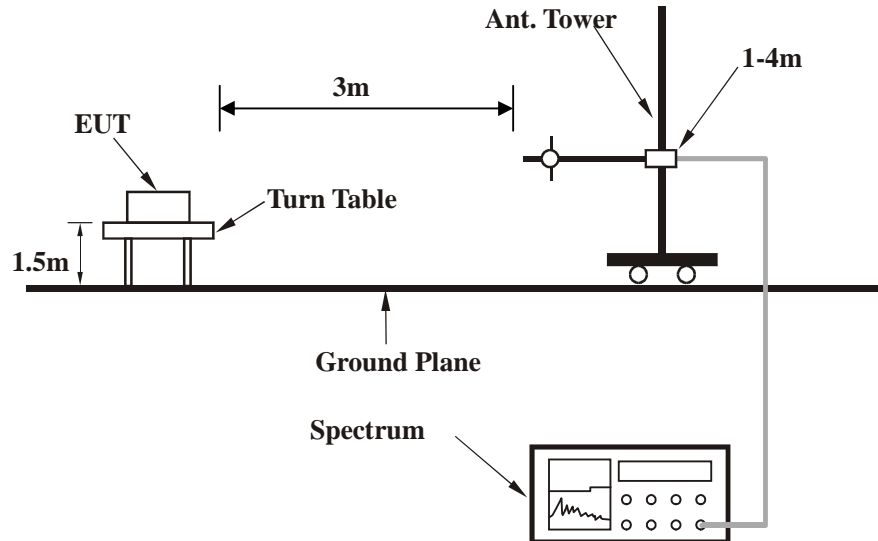 Ant. Tower
1-4m
3m
EUT
Turn Table
1.5m
Ground Plane
Spectrum